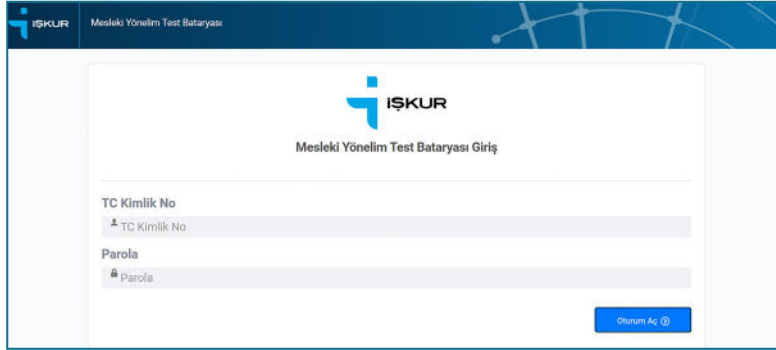 İŞKUR Mesleki Yönelim Test Bataryası
İŞKUR
Mesleki Yönelim Test Bataryası Giriş
TC Kimlik No
TC Kimlik No
Parola
Parola
Oturum Aç